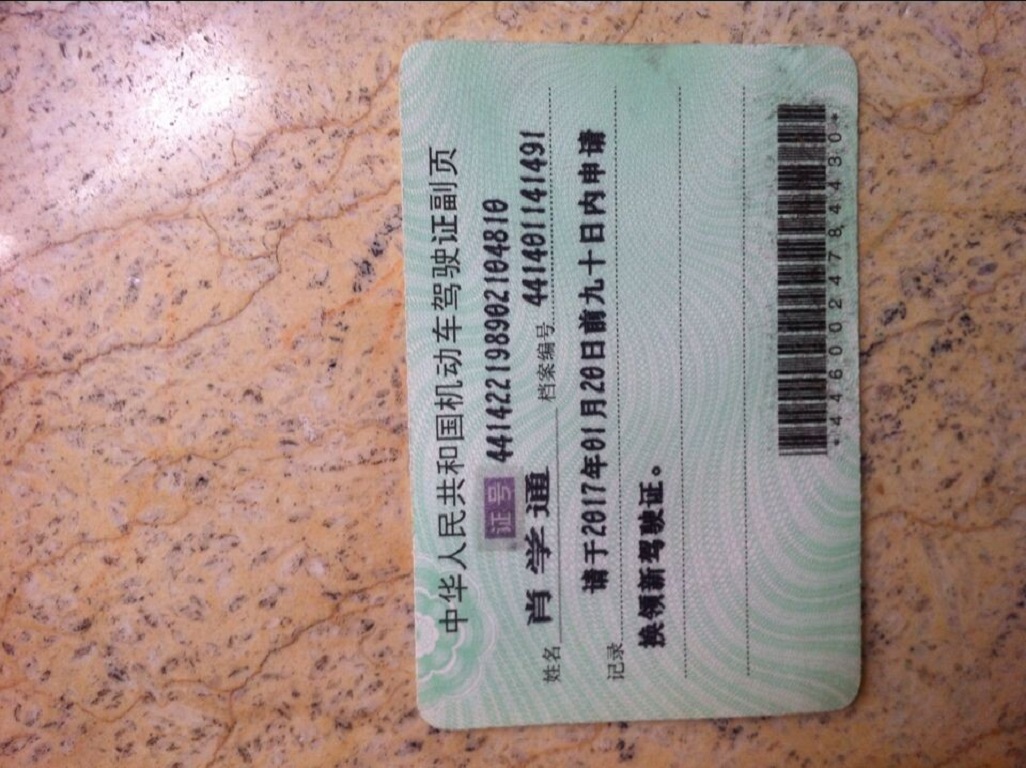 中华人民共和国机动车驾驶证副页
证号 441422198902104810
姓名 肖学通 档案编号 441401141491
记录 请于2017年01月20日前九十日内申请
换领新驾驶证。
*4460024784430*